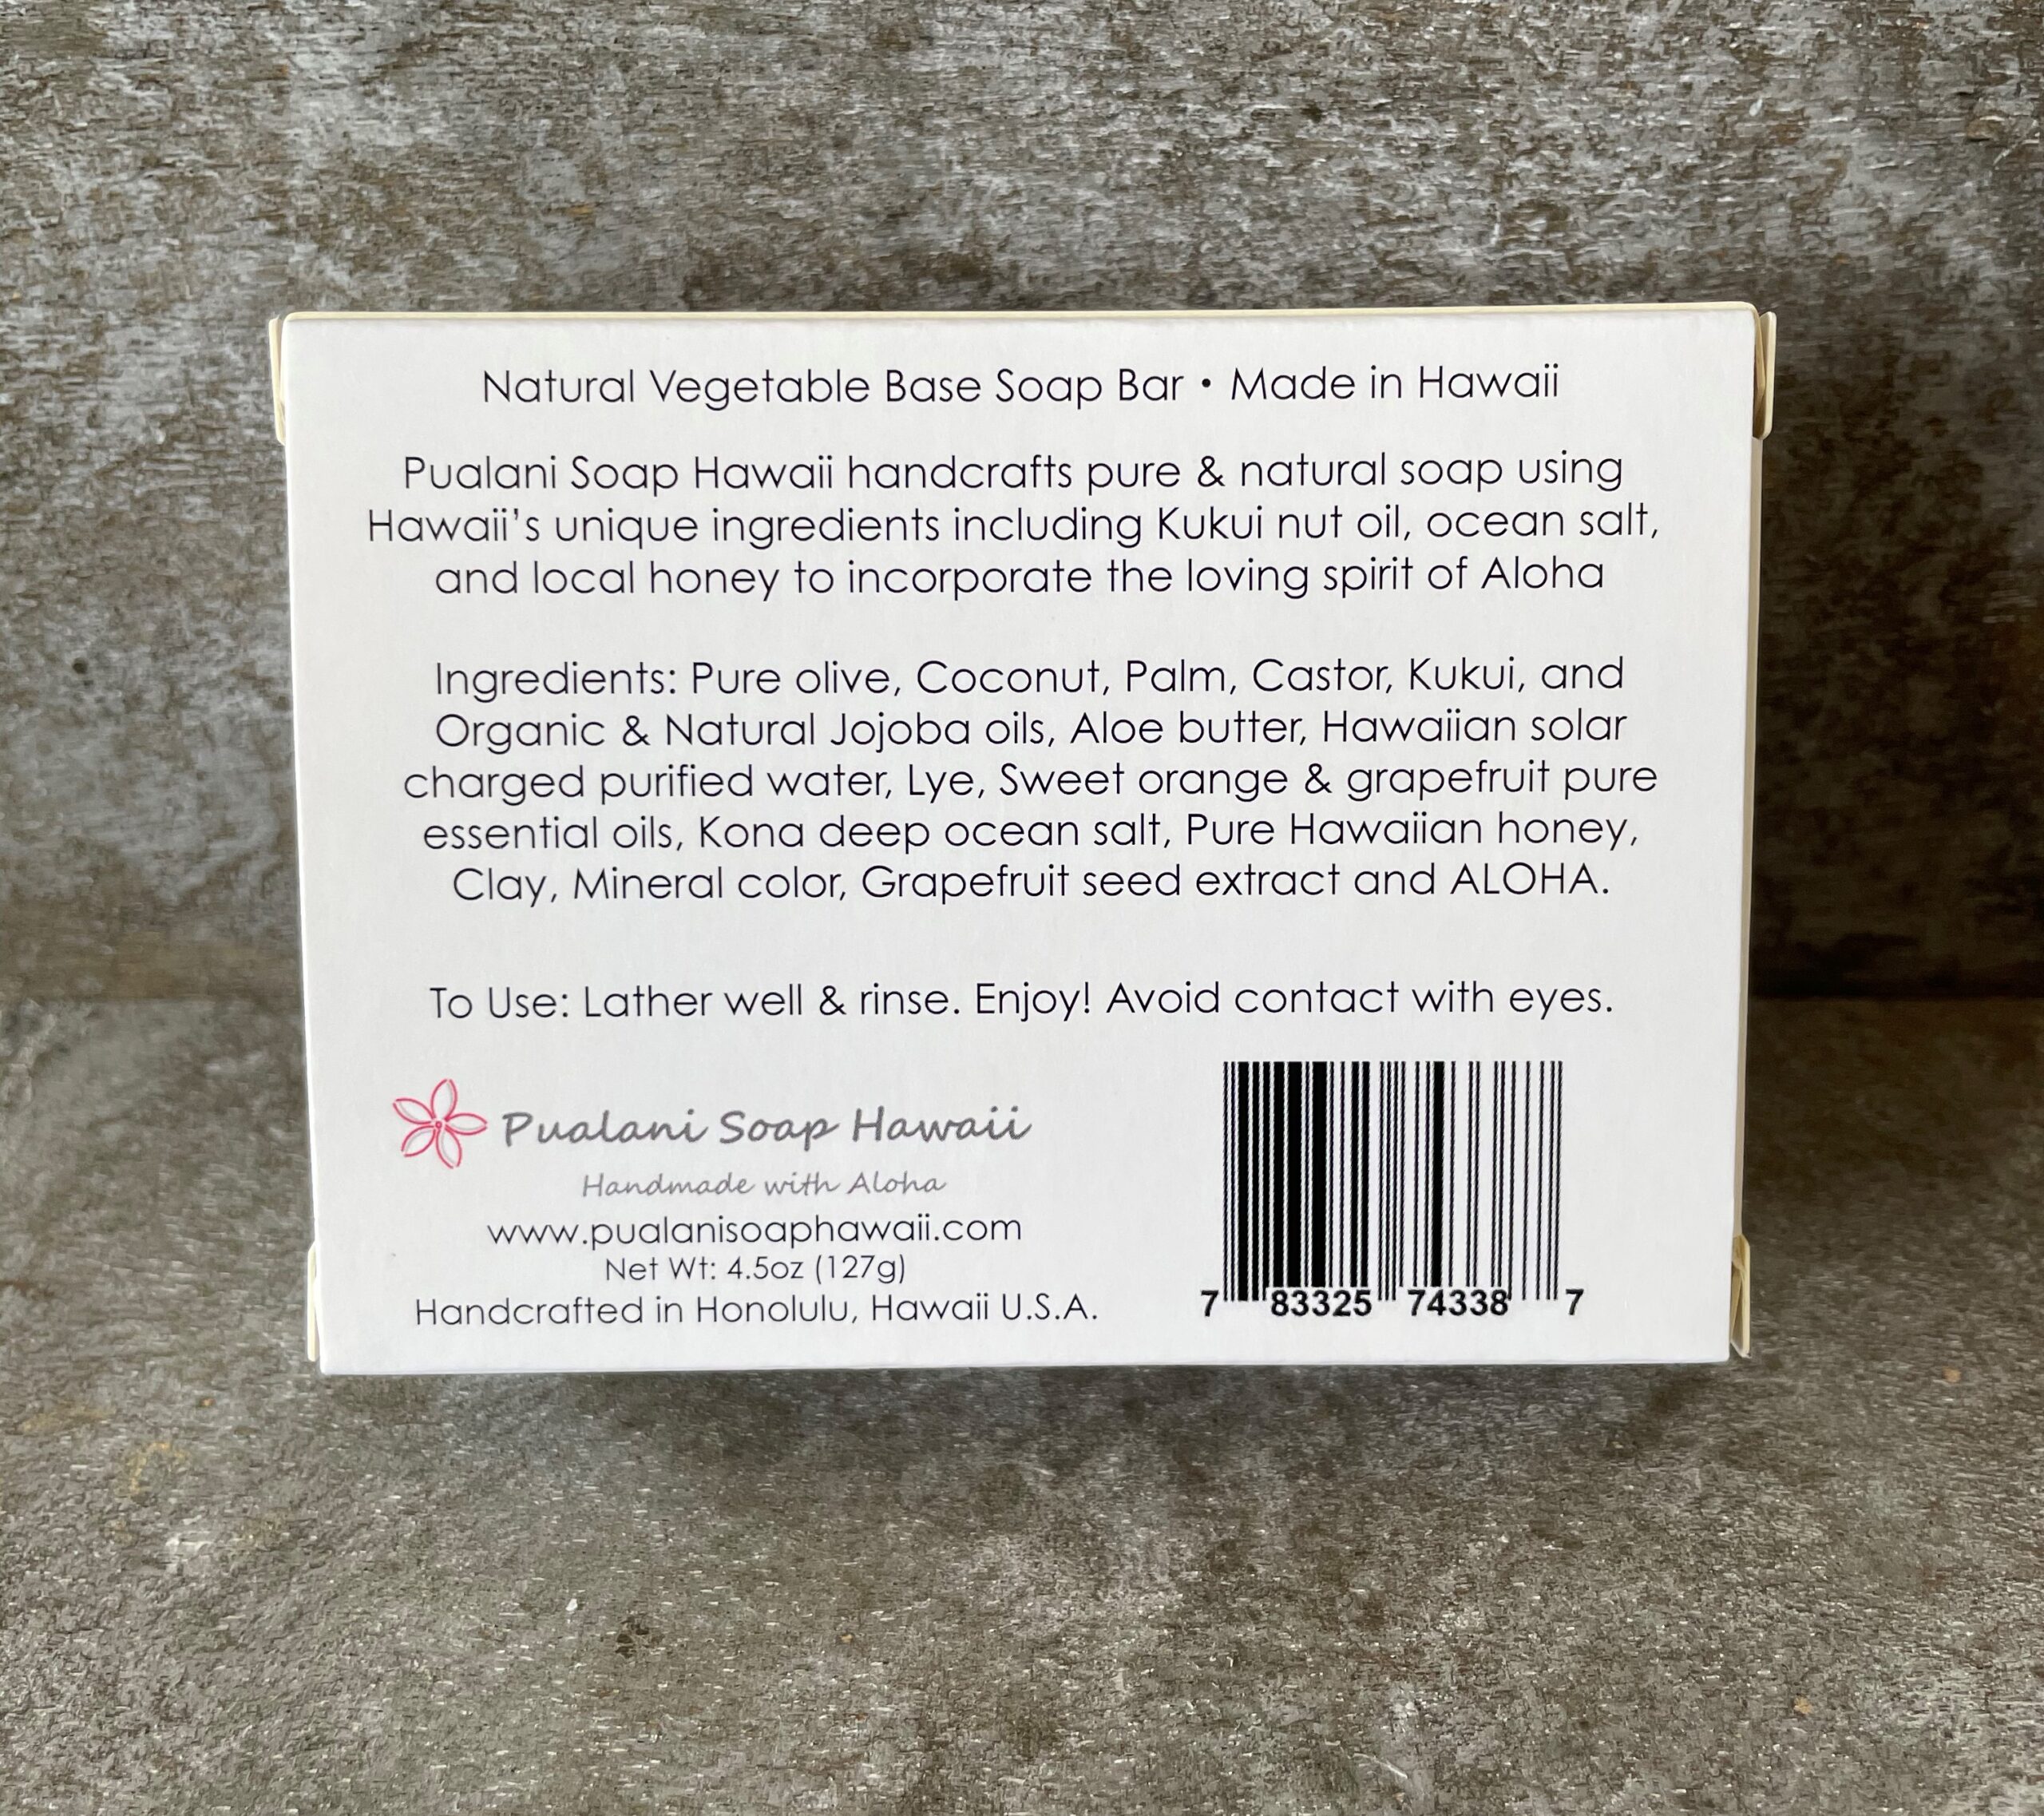 Natural Vegetable Base Soap Bar • Made in Hawaii
Pualani Soap Hawaii handcrafts pure & natural soap using
Hawaii's unique ingredients including Kukui nut oil, ocean salt,
and local honey to incorporate the loving spirit of Aloha
Ingredients: Pure olive, Coconut, Palm, Castor, Kukui, and
Organic & Natural Jojoba oils, Aloe butter, Hawaiian solar
charged purified water, Lye, Sweet orange & grapefruit pure
essential oils, Kona deep ocean salt, Pure Hawaiian honey,
Clay, Mineral color, Grapefruit seed extract and ALOHA.
To Use: Lather well & rinse. Enjoy! Avoid contact with eyes.
Pualani Soap Hawaii
Handmade with Aloha
www.pualanisoaphawaii.com
Net Wt: 4.5oz (127g)
Handcrafted in Honolulu, Hawaii U.S.A.
7 83325 74338 7